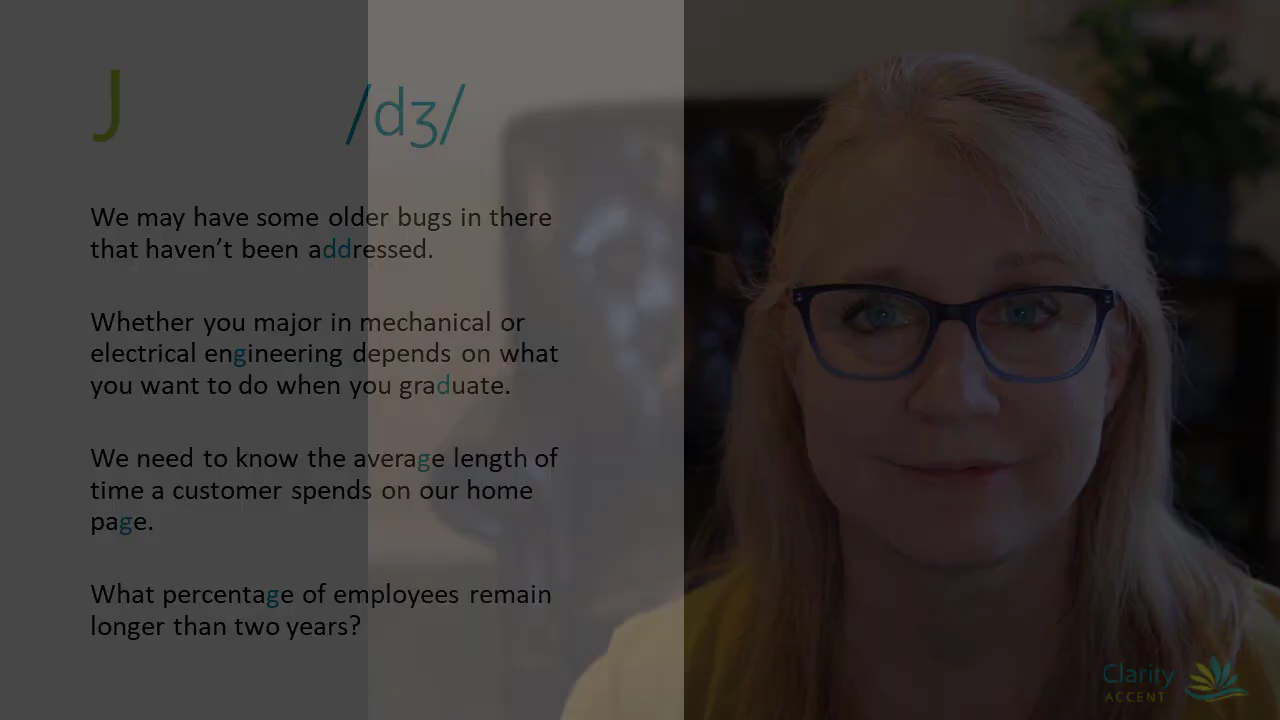 J /dʒ/
We may have some older bugs in there
that haven't been addressed.
Whether you major in mechanical or
electrical engineering depends on what
you want to do when you graduate.
We need to know the average length of
time a customer spends on our home
page.
What percentage of employees remain
longer than two years?
Clarity
ACCENT